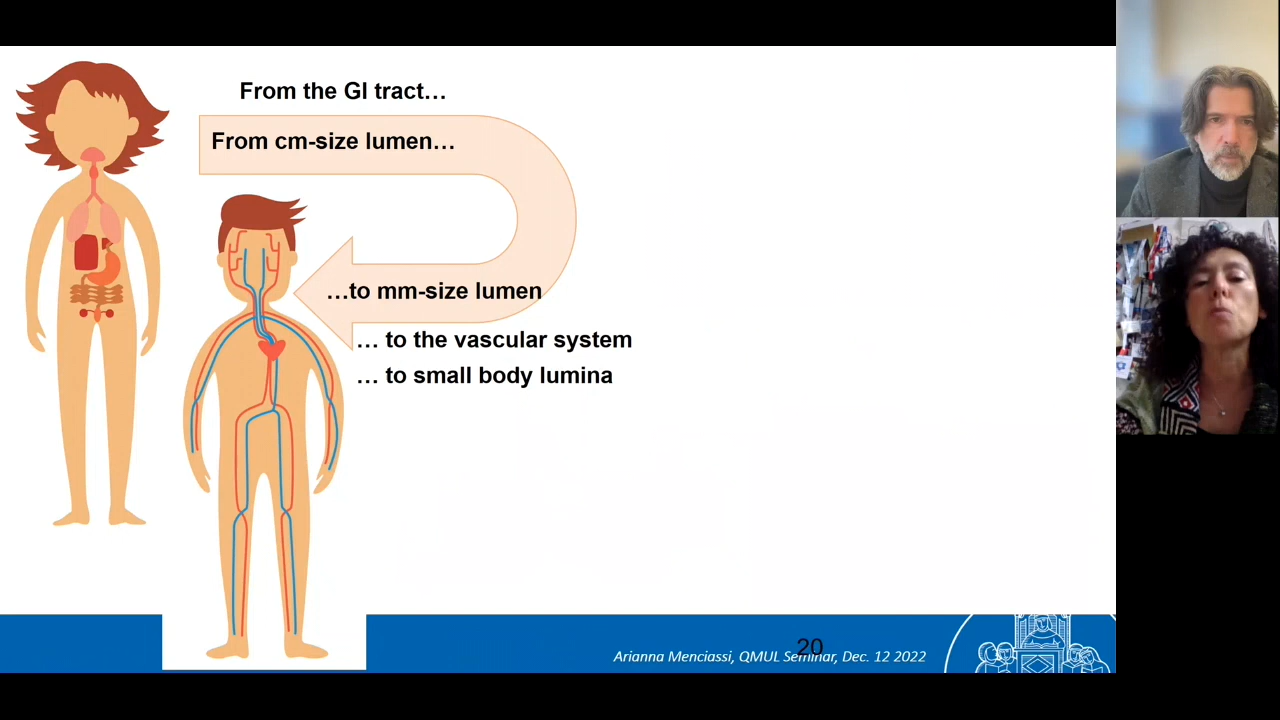 From the GI tract…
From cm-size lumen…
…to mm-size lumen
… to the vascular system
… to small body lumina
20
Arianna Menciassi, QMUL Seminar, Dec. 12 2022